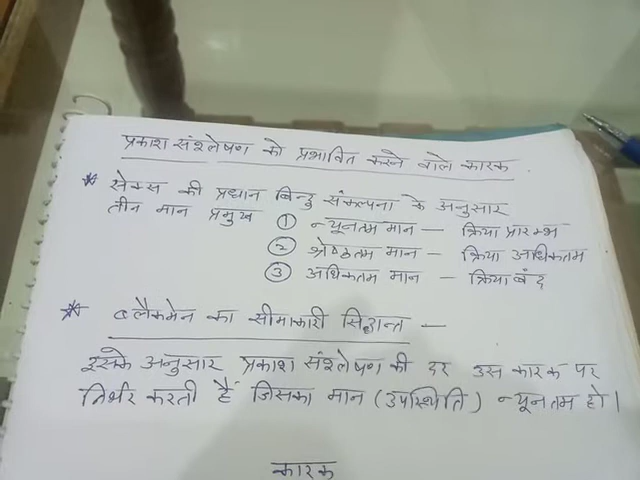 प्रकाश संश्लेषण को प्रभावित करने वाले कारक
* सेक्स की प्रधान बिन्दु संकल्पना के अनुसार
तीन मान प्रमुख ① न्यूनतम मान — क्रिया प्रारम्भ
② श्रेष्ठतम मान — क्रिया अधिकतम
③ अधिकतम मान — क्रिया बंद
* ब्लैकमेन का सीमाकारी सिद्धान्त —
इसके अनुसार प्रकाश संश्लेषण की दर उस कारक पर
निर्भर करती हैं जिसका मान (उपस्थिति) न्यूनतम हो।
कारक